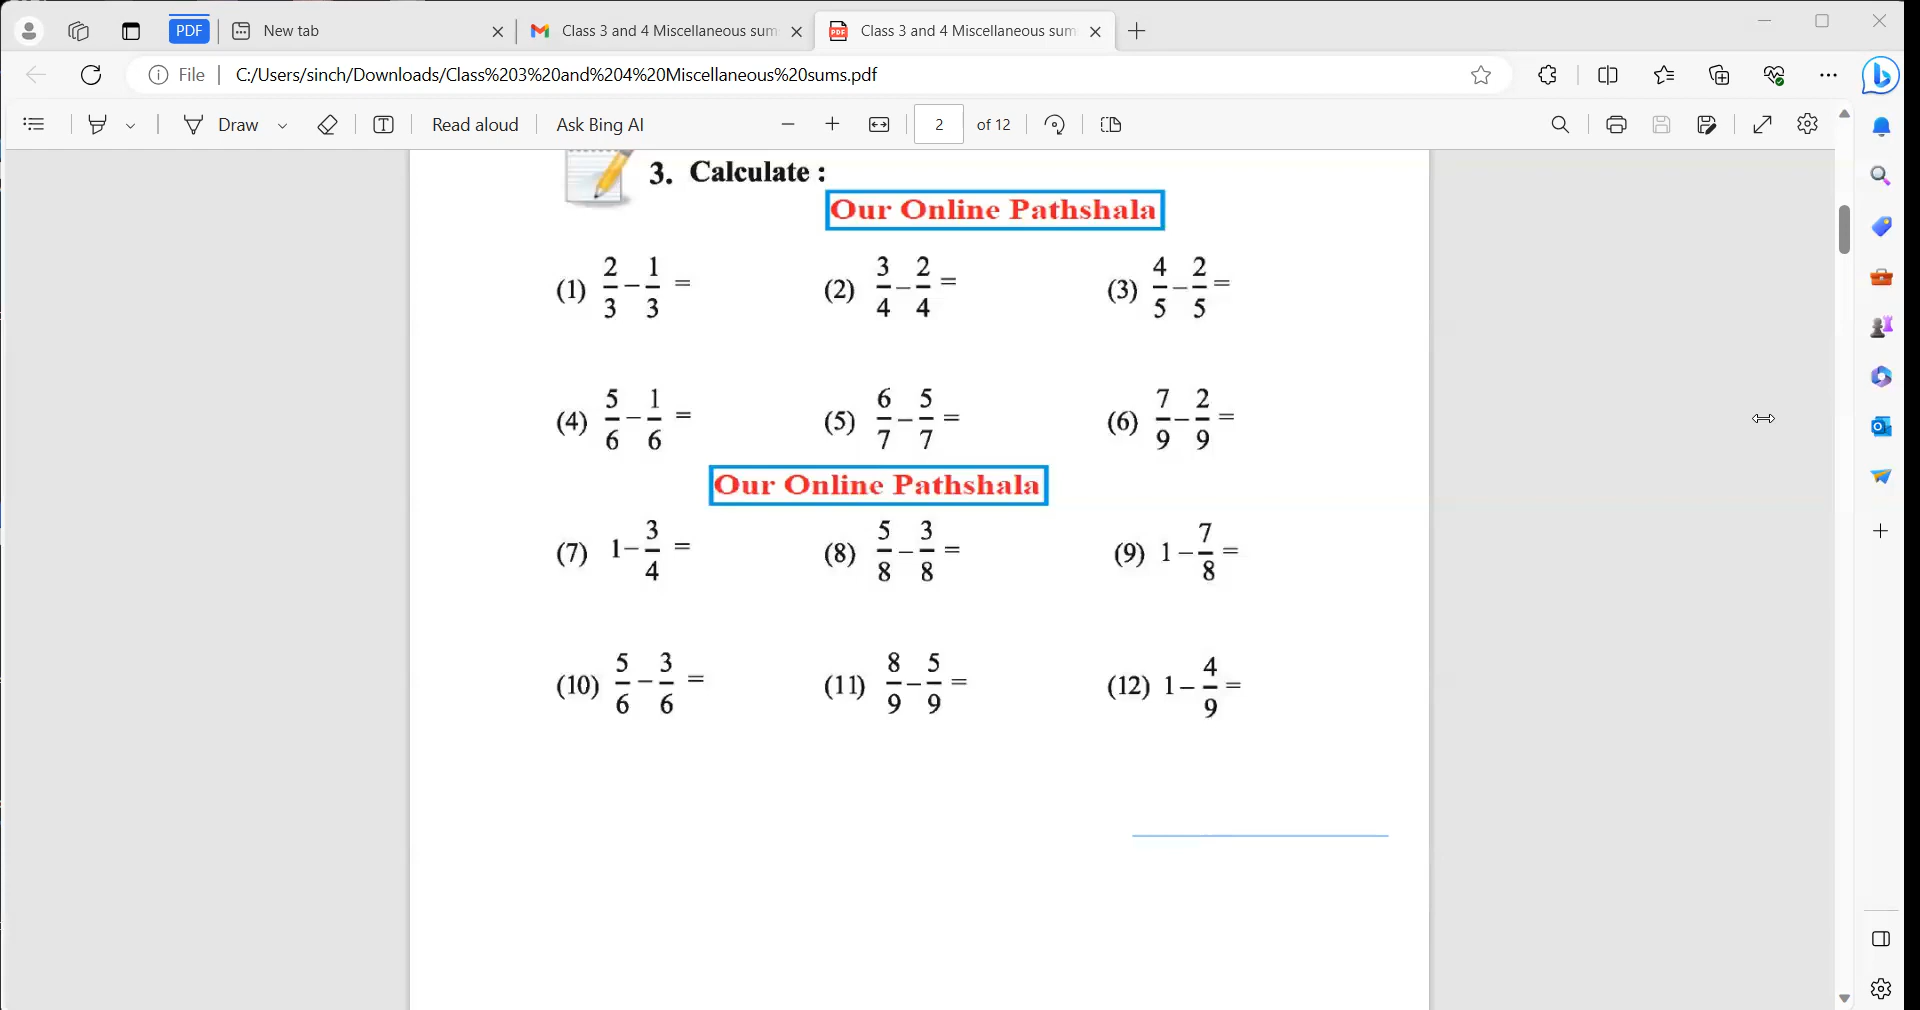 PDF New tab Class 3 and 4 Miscellaneous sum Class 3 and 4 Miscellaneous sum
File C:/Users/sinch/Downloads/Class%203%20and%204%20Miscellaneous%20sums.pdf
Draw Read aloud Ask Bing AI 2 of 12
3. Calculate :
Our Online Pathshala
(1) 2/3 – 1/3 = (2) 3/4 – 2/4 = (3) 4/5 – 2/5 =
(4) 5/6 – 1/6 = (5) 6/7 – 5/7 = (6) 7/9 – 2/9 =
Our Online Pathshala
(7) 1 – 3/4 = (8) 5/8 – 3/8 = (9) 1 – 7/8 =
(10) 5/6 – 3/6 = (11) 8/9 – 5/9 = (12) 1 – 4/9 =